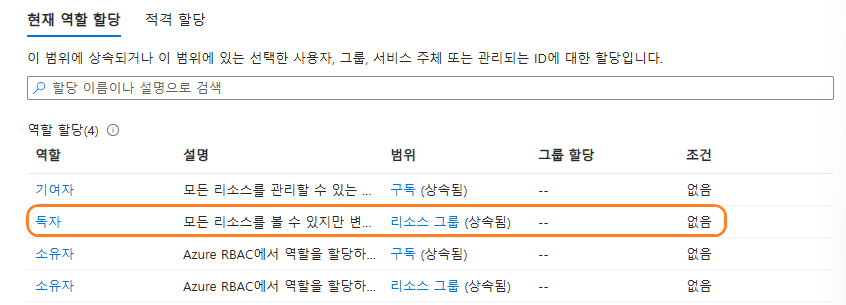 현재 역할 할당 적격 할당
이 범위에 상속되거나 이 범위에 있는 선택한 사용자, 그룹, 서비스 주체 또는 관리되는 ID에 대한 할당입니다.
할당 이름이나 설명으로 검색
역할 할당(4)
역할 설명 범위 그룹 할당 조건
기여자 모든 리소스를 관리할 수 있는 ... 구독 (상속됨) -- 없음
독자 모든 리소스를 볼 수 있지만 변... 리소스 그룹 (상속됨) -- 없음
소유자 Azure RBAC에서 역할을 할당하... 구독 (상속됨) -- 없음
소유자 Azure RBAC에서 역할을 할당하... 리소스 그룹 (상속됨) -- 없음